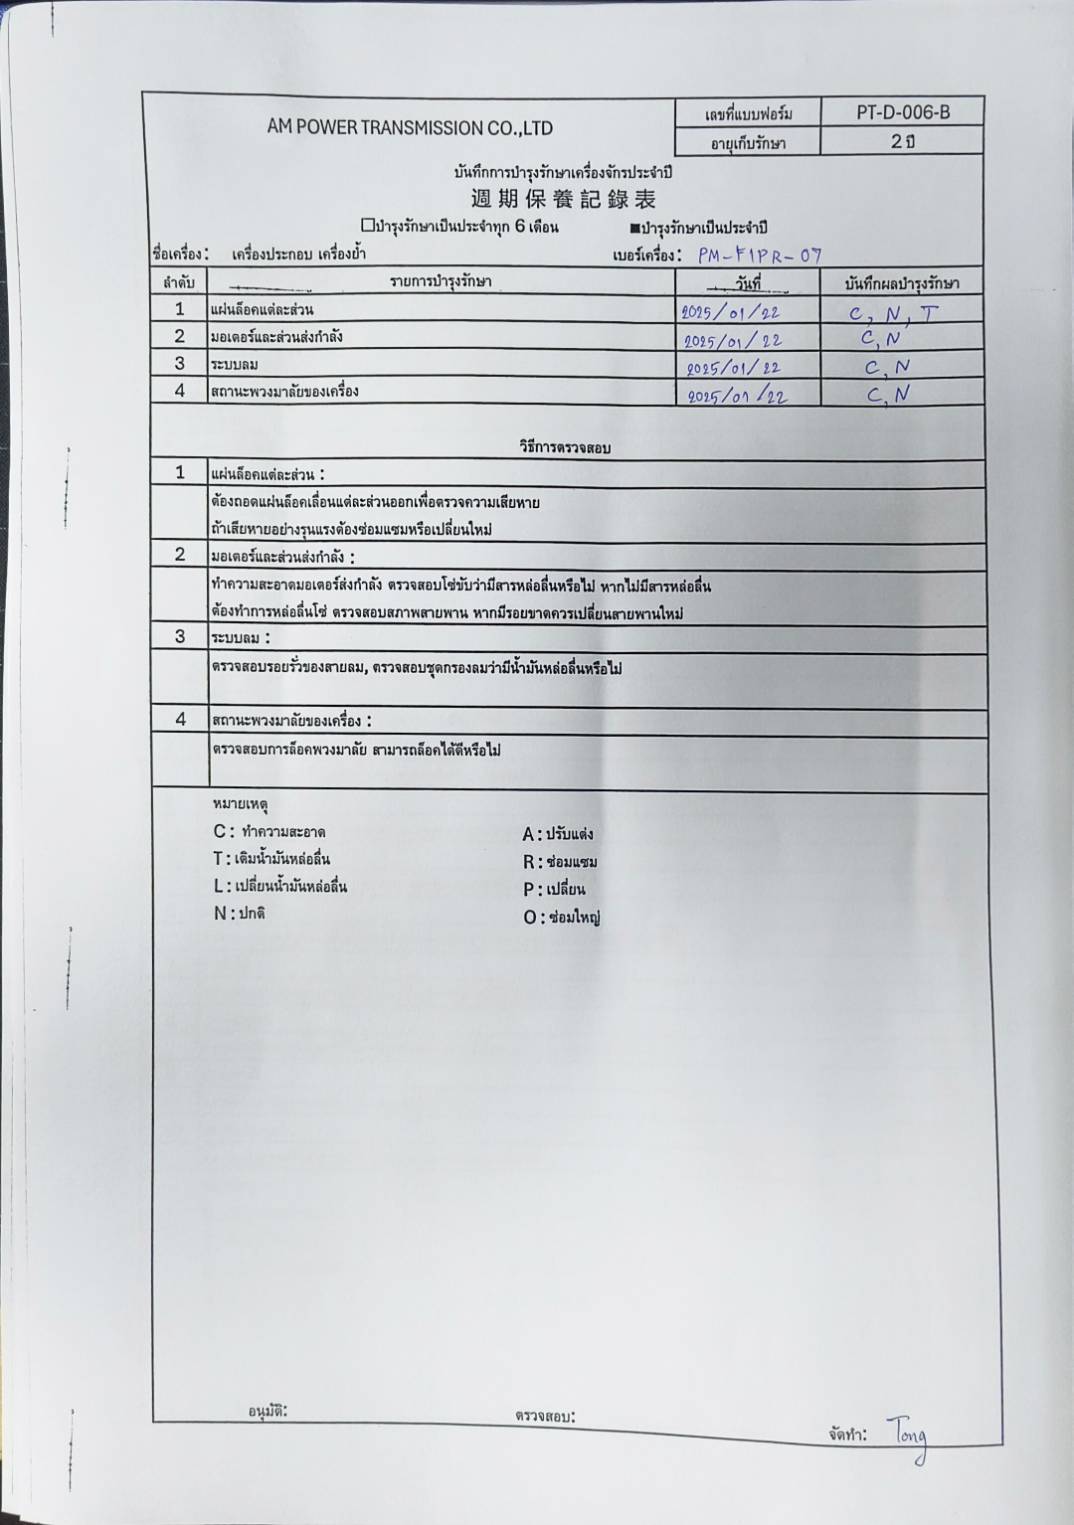 AM POWER TRANSMISSION CO.,LTD
เลขที่แบบฟอร์ม PT-D-006-B
อายุเก็บรักษา 2 ปี
บันทึกการบำรุงรักษาเครื่องจักรประจำปี
週期保養記錄表
☐บำรุงรักษาเป็นประจำทุก 6 เดือน ■บำรุงรักษาเป็นประจำปี
ชื่อเครื่อง: เครื่องประกอบ เครื่องย้ำ เบอร์เครื่อง: PM-F1PR-07
ลำดับ รายการบำรุงรักษา วันที่ บันทึกผลบำรุงรักษา
1 แผ่นล็อคแต่ละส่วน 2025/01/22 C, N, T
2 มอเตอร์และส่วนส่งกำลัง 2025/01/22 C, N
3 ระบบลม 2025/01/22 C, N
4 สถานะพวงมาลัยของเครื่อง 2025/01/22 C, N
วิธีการตรวจสอบ
1 แผ่นล็อคแต่ละส่วน :
ต้องถอดแผ่นล็อคเลื่อนแต่ละส่วนออกเพื่อตรวจความเสียหาย
ถ้าเสียหายอย่างรุนแรงต้องซ่อมแซมหรือเปลี่ยนใหม่
2 มอเตอร์และส่วนส่งกำลัง :
ทำความสะอาดมอเตอร์ส่งกำลัง ตรวจสอบโซ่ขับว่ามีสารหล่อลื่นหรือไม่ หากไม่มีสารหล่อลื่น
ต้องทำการหล่อลื่นโซ่ ตรวจสอบสภาพสายพาน หากมีรอยขาดควรเปลี่ยนสายพานใหม่
3 ระบบลม :
ตรวจสอบรอยรั่วของสายลม, ตรวจสอบชุดกรองลมว่ามีน้ำมันหล่อลื่นหรือไม่
4 สถานะพวงมาลัยของเครื่อง :
ตรวจสอบการล็อคพวงมาลัย สามารถล็อคได้ดีหรือไม่
หมายเหตุ
C : ทำความสะอาด A : ปรับแต่ง
T : เติมน้ำมันหล่อลื่น R : ซ่อมแซม
L : เปลี่ยนน้ำมันหล่อลื่น P : เปลี่ยน
N : ปกติ O : ซ่อมใหญ่
อนุมัติ: ตรวจสอบ: จัดทำ: Tong